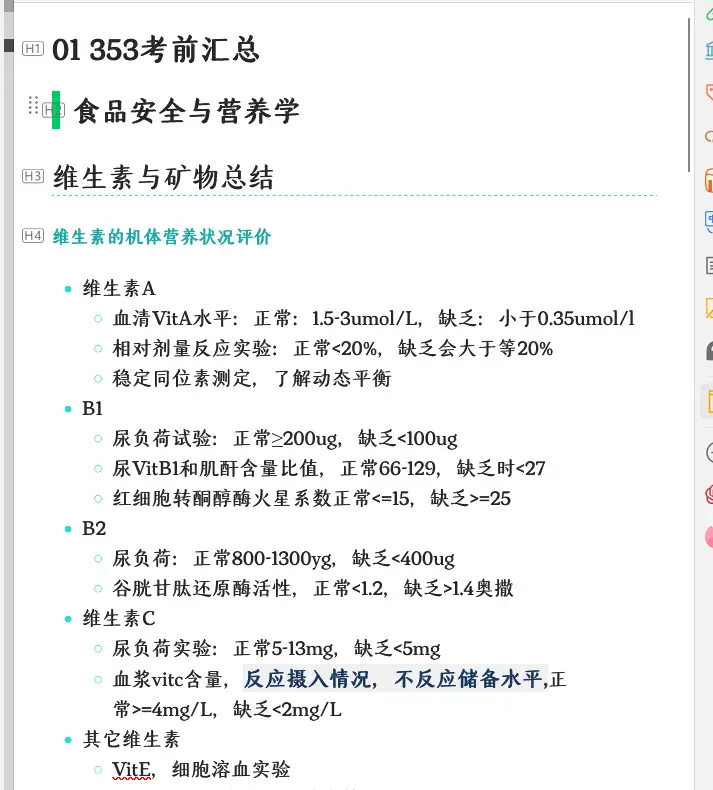 H1 01 353考前汇总
H2 食品安全与营养学
H3 维生素与矿物总结
H4 维生素的机体营养状况评价
维生素A
血清VitA水平：正常：1.5-3umol/L，缺乏：小于0.35umol/l
相对剂量反应实验：正常<20%，缺乏会大于等20%
稳定同位素测定，了解动态平衡
B1
尿负荷试验：正常≥200ug，缺乏<100ug
尿VitB1和肌酐含量比值，正常66-129，缺乏时<27
红细胞转酮醇酶火星系数正常<=15，缺乏>=25
B2
尿负荷：正常800-1300yg，缺乏<400ug
谷胱甘肽还原酶活性，正常<1.2，缺乏>1.4奥撒
维生素C
尿负荷实验：正常5-13mg，缺乏<5mg
血浆vitc含量，反应摄入情况，不反应储备水平,正
常>=4mg/L，缺乏<2mg/L
其它维生素
VitE，细胞溶血实验